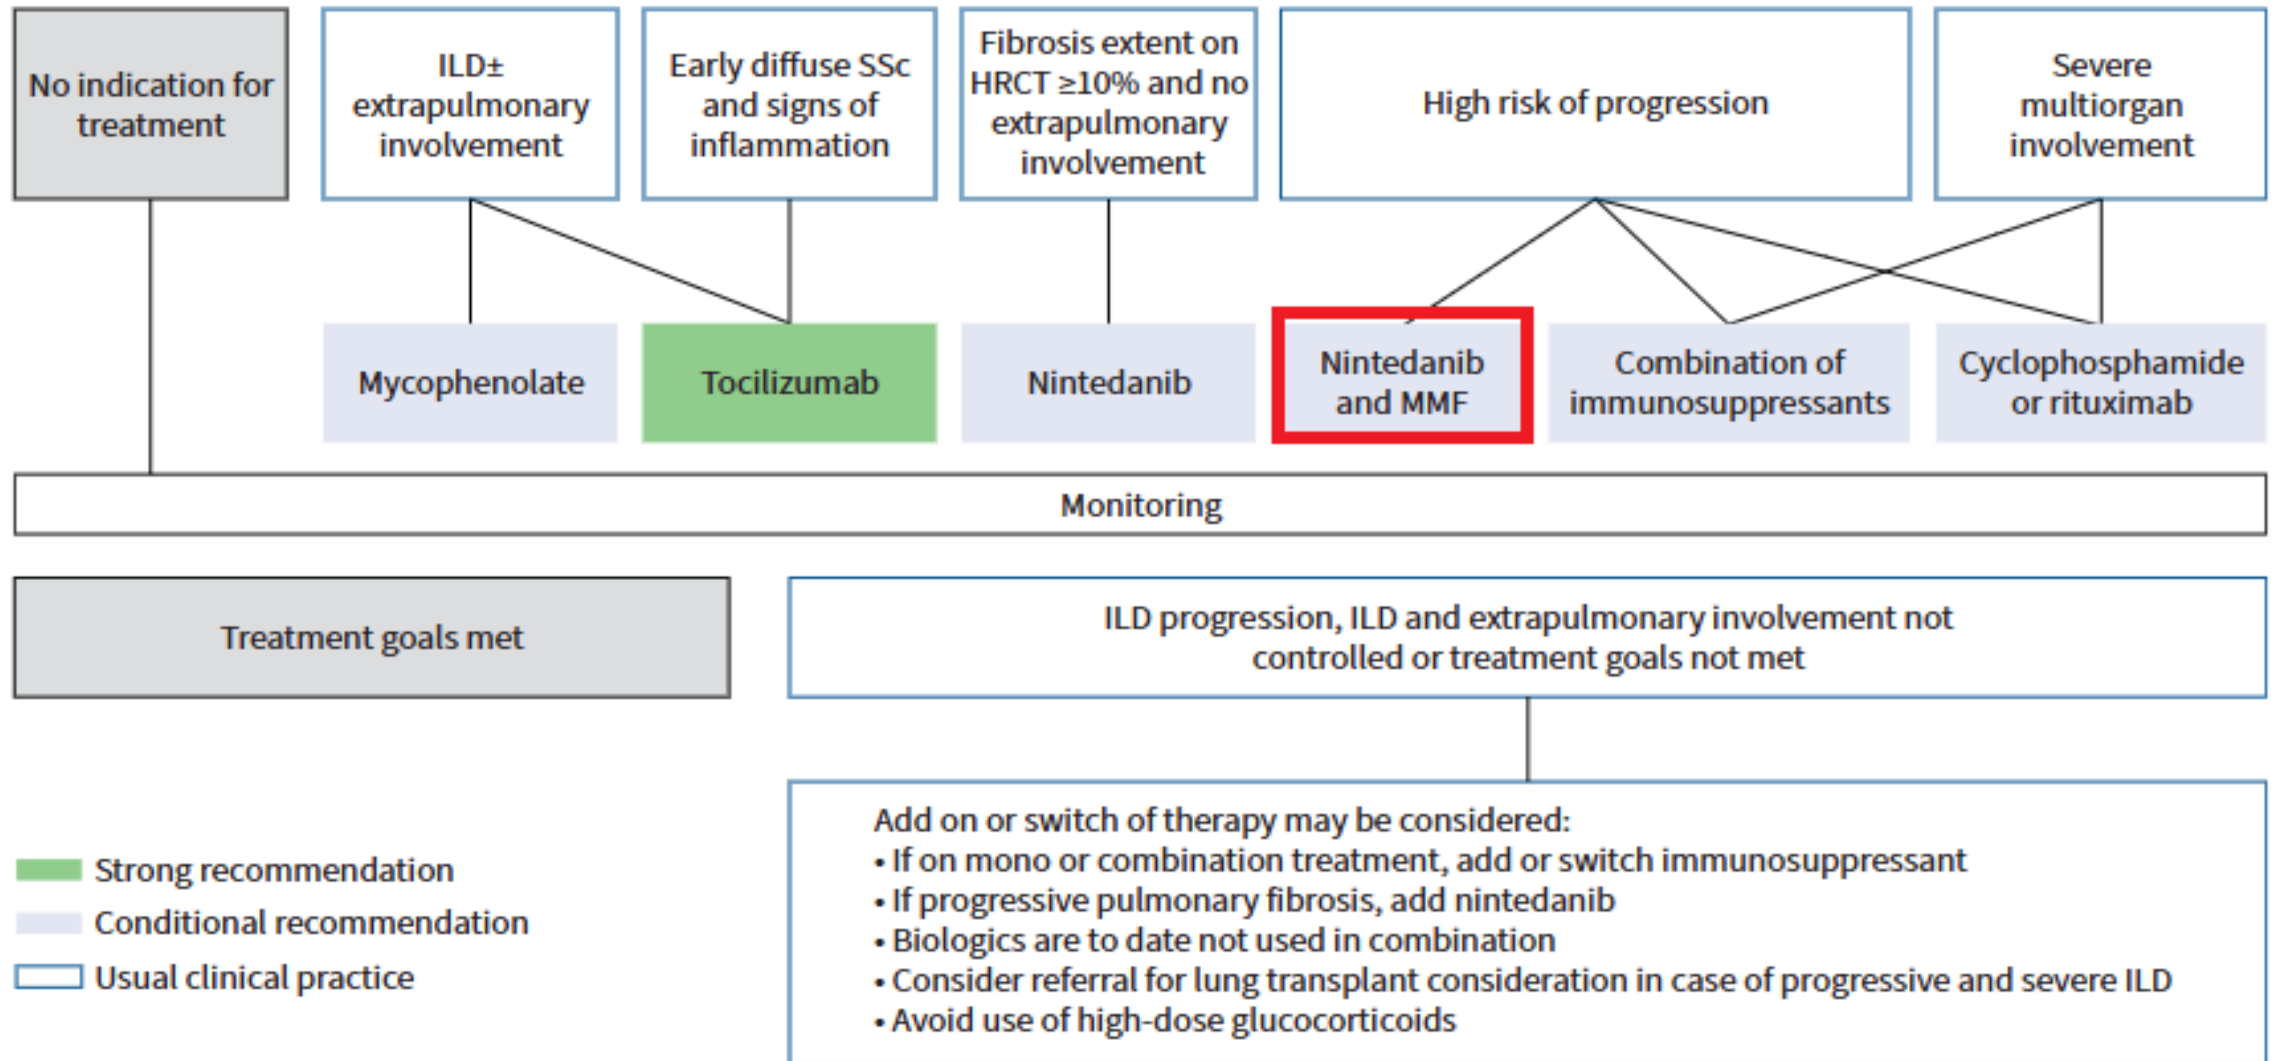 No indication for
treatment
ILD±
extrapulmonary
involvement
Early diffuse SSc
and signs of
inflammation
Fibrosis extent on
HRCT ≥10% and no
extrapulmonary
involvement
High risk of progression
Severe
multiorgan
involvement
Mycophenolate
Tocilizumab
Nintedanib
Nintedanib
and MMF
Combination of
immunosuppressants
Cyclophosphamide
or rituximab
Monitoring
Treatment goals met
ILD progression, ILD and extrapulmonary involvement not
controlled or treatment goals not met
Add on or switch of therapy may be considered:
• If on mono or combination treatment, add or switch immunosuppressant
• If progressive pulmonary fibrosis, add nintedanib
• Biologics are to date not used in combination
• Consider referral for lung transplant consideration in case of progressive and severe ILD
• Avoid use of high-dose glucocorticoids
Strong recommendation
Conditional recommendation
Usual clinical practice